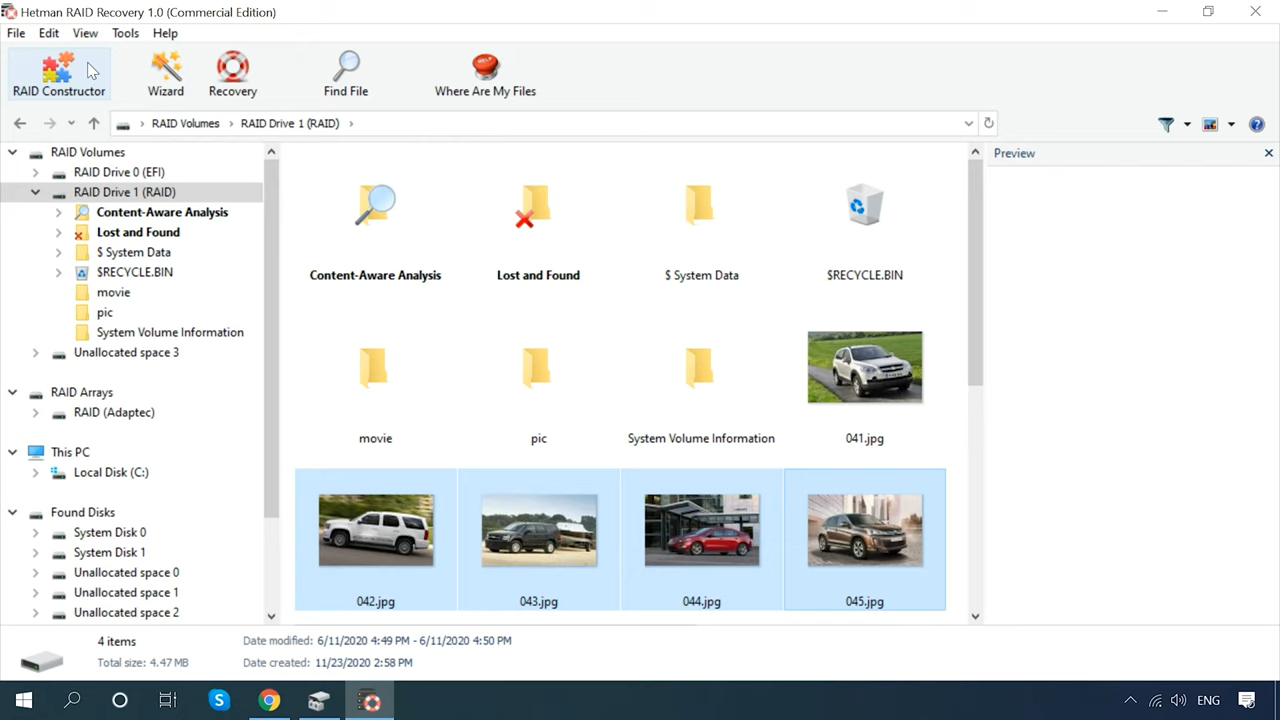 Hetman RAID Recovery 1.0 (Commercial Edition)
File Edit View Tools Help
RAID Constructor
Wizard
Recovery
Find File
HELP
Where Are My Files
RAID Volumes > RAID Drive 1 (RAID) >
Preview
RAID Volumes
RAID Drive 0 (EFI)
RAID Drive 1 (RAID)
Content-Aware Analysis
Lost and Found
$ System Data
$RECYCLE.BIN
movie
pic
System Volume Information
Unallocated space 3
RAID Arrays
RAID (Adaptec)
This PC
Local Disk (C:)
Found Disks
System Disk 0
System Disk 1
Unallocated space 0
Unallocated space 1
Unallocated space 2
Content-Aware Analysis
Lost and Found
$ System Data
$RECYCLE.BIN
movie
pic
System Volume Information
041.jpg
042.jpg
043.jpg
044.jpg
045.jpg
4 items
Date modified: 6/11/2020 4:49 PM - 6/11/2020 4:50 PM
Total size: 4.47 MB
Date created: 11/23/2020 2:58 PM
ENG